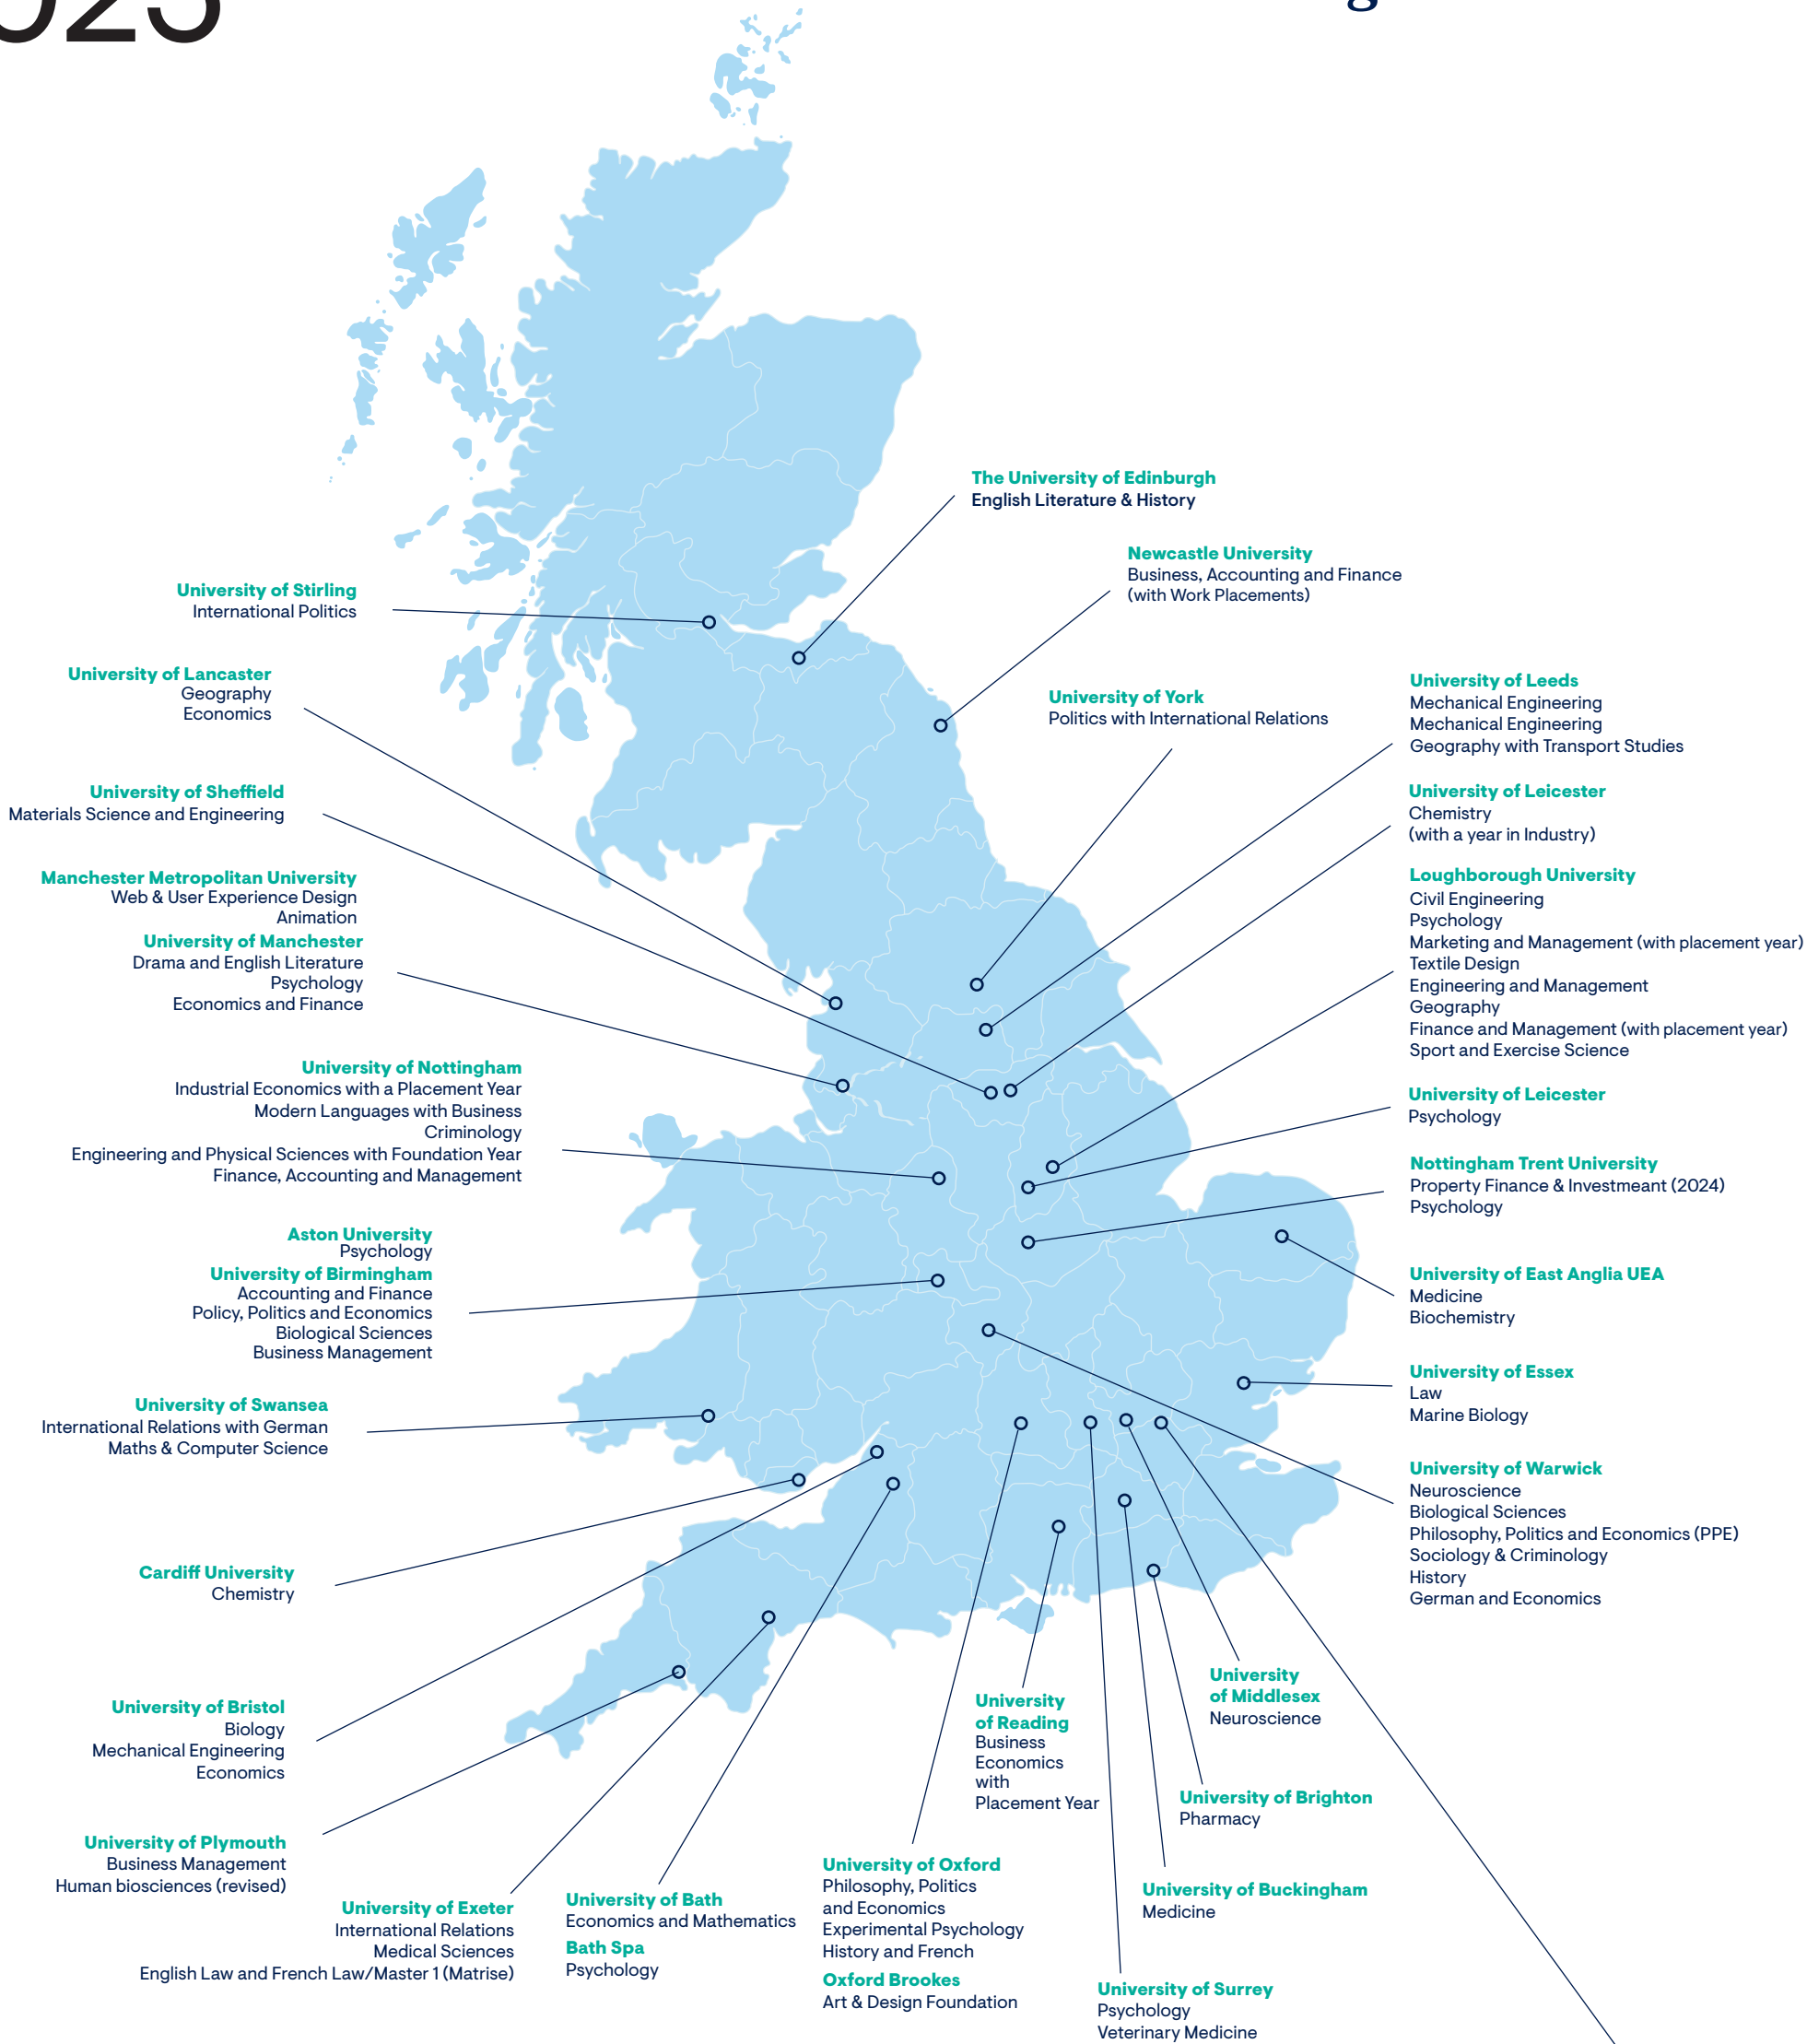 The University of Edinburgh
English Literature & History
Newcastle University
Business, Accounting and Finance
(with Work Placements)
University of Stirling
International Politics
University of Lancaster
Geography
Economics
University of York
Politics with International Relations
University of Leeds
Mechanical Engineering
Mechanical Engineering
Geography with Transport Studies
University of Sheffield
Materials Science and Engineering
University of Leicester
Chemistry
(with a year in Industry)
Manchester Metropolitan University
Web & User Experience Design
Animation
University of Manchester
Drama and English Literature
Psychology
Economics and Finance
Loughborough University
Civil Engineering
Psychology
Marketing and Management (with placement year)
Textile Design
Engineering and Management
Geography
Finance and Management (with placement year)
Sport and Exercise Science
University of Nottingham
Industrial Economics with a Placement Year
Modern Languages with Business
Criminology
Engineering and Physical Sciences with Foundation Year
Finance, Accounting and Management
University of Leicester
Psychology
Nottingham Trent University
Property Finance & Investmeant (2024)
Psychology
Aston University
Psychology
University of Birmingham
Accounting and Finance
Policy, Politics and Economics
Biological Sciences
Business Management
University of East Anglia UEA
Medicine
Biochemistry
University of Essex
Law
Marine Biology
University of Swansea
International Relations with German
Maths & Computer Science
University of Warwick
Neuroscience
Biological Sciences
Philosophy, Politics and Economics (PPE)
Sociology & Criminology
History
German and Economics
Cardiff University
Chemistry
University of Bristol
Biology
Mechanical Engineering
Economics
University
of Reading
Business
Economics
with
Placement Year
University
of Middlesex
Neuroscience
University of Brighton
Pharmacy
University of Plymouth
Business Management
Human biosciences (revised)
University of Exeter
International Relations
Medical Sciences
English Law and French Law/Master 1 (Matrise)
University of Bath
Economics and Mathematics
Bath Spa
Psychology
University of Oxford
Philosophy, Politics
and Economics
Experimental Psychology
History and French
Oxford Brookes
Art & Design Foundation
University of Buckingham
Medicine
University of Surrey
Psychology
Veterinary Medicine